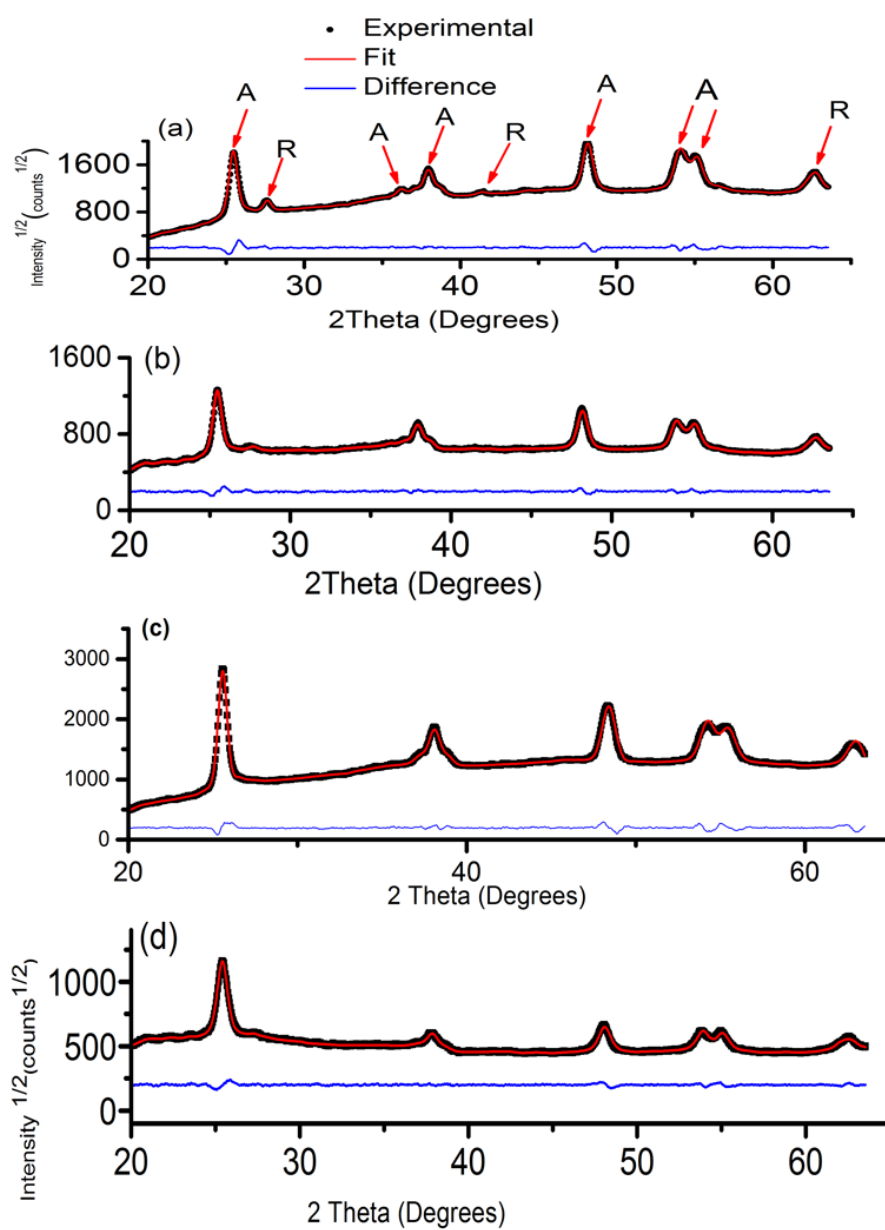 Experimental
Fit
Difference
A
A
A
A
A
R
R
R
(a)
Intensity 1/2(counts 1/2)
1600
800
0
20 30 40 50 60
2Theta (Degrees)
(b)
1600
800
0
20 30 40 50 60
2Theta (Degrees)
(c)
3000
2000
1000
0
20 40 60
2 Theta (Degrees)
(d)
Intensity 1/2(counts1/2)
1000
500
0
20 30 40 50 60
2 Theta (Degrees)